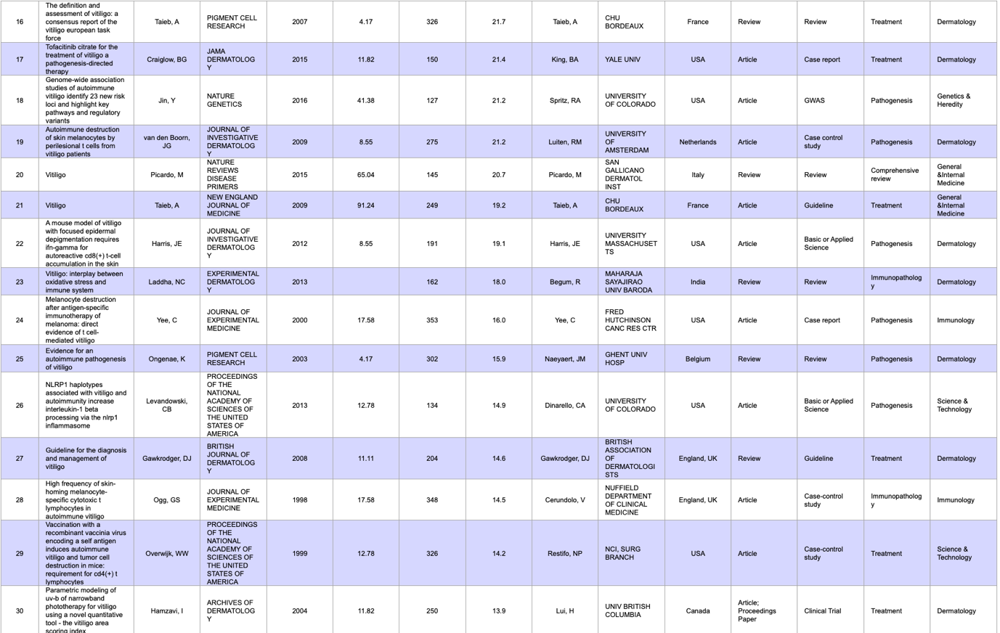 16 The definition and assessment of vitiligo: a consensus report of the vitiligo european task force Taieb, A PIGMENT CELL RESEARCH 2007 4.17 326 21.7 Taieb, A CHU BORDEAUX France Review Review Treatment Dermatology
17 Tofacitinib citrate for the treatment of vitiligo a pathogenesis-directed therapy Craiglow, BG JAMA DERMATOLOGY 2015 11.82 150 21.4 King, BA YALE UNIV USA Article Case report Treatment Dermatology
18 Genome-wide association studies of autoimmune vitiligo identify 23 new risk loci and highlight key pathways and regulatory variants Jin, Y NATURE GENETICS 2016 41.38 127 21.2 Spritz, RA UNIVERSITY OF COLORADO USA Article GWAS Pathogenesis Genetics & Heredity
19 Autoimmune destruction of skin melanocytes by perilesional t cells from vitiligo patients van den Boorn, JG JOURNAL OF INVESTIGATIVE DERMATOLOGY 2009 8.55 275 21.2 Luiten, RM UNIVERSITY OF AMSTERDAM Netherlands Article Case control study Pathogenesis Dermatology
20 Vitiligo Picardo, M NATURE REVIEWS DISEASE PRIMERS 2015 65.04 145 20.7 Picardo, M SAN GALLICANO DERMATOL INST Italy Review Review Comprehensive review General &Internal Medicine
21 Vitiligo Taieb, A NEW ENGLAND JOURNAL OF MEDICINE 2009 91.24 249 19.2 Taieb, A CHU BORDEAUX France Article Guideline Treatment General &Internal Medicine
22 A mouse model of vitiligo with focused epidermal depigmentation requires ifn-gamma for autoreactive cd8(+) t-cell accumulation in the skin Harris, JE JOURNAL OF INVESTIGATIVE DERMATOLOGY 2012 8.55 191 19.1 Harris, JE UNIVERSITY MASSACHUSETTS USA Article Basic or Applied Science Pathogenesis Dermatology
23 Vitiligo: interplay between oxidative stress and immune system Laddha, NC EXPERIMENTAL DERMATOLOGY 2013 162 18.0 Begum, R MAHARAJA SAYAJIRAO UNIV BARODA India Review Review Immunopathology Dermatology
24 Melanocyte destruction after antigen-specific immunotherapy of melanoma: direct evidence of t cell-mediated vitiligo Yee, C JOURNAL OF EXPERIMENTAL MEDICINE 2000 17.58 353 16.0 Yee, C FRED HUTCHINSON CANC RES CTR USA Article Case report Pathogenesis Immunology
25 Evidence for an autoimmune pathogenesis of vitiligo Ongenae, K PIGMENT CELL RESEARCH 2003 4.17 302 15.9 Naeyaert, JM GHENT UNIV HOSP Belgium Review Review Pathogenesis Dermatology
26 NLRP1 haplotypes associated with vitiligo and autoimmunity increase interleukin-1 beta processing via the nlrp1 inflammasome Levandowski, CB PROCEEDINGS OF THE NATIONAL ACADEMY OF SCIENCES OF THE UNITED STATES OF AMERICA 2013 12.78 134 14.9 Dinarello, CA UNIVERSITY OF COLORADO USA Article Basic or Applied Science Pathogenesis Science & Technology
27 Guideline for the diagnosis and management of vitiligo Gawkrodger, DJ BRITISH JOURNAL OF DERMATOLOGY 2008 11.11 204 14.6 Gawkrodger, DJ BRITISH ASSOCIATION OF DERMATOLOGISTS England, UK Review Guideline Treatment Dermatology
28 High frequency of skin-homing melanocyte-specific cytotoxic t lymphocytes in autoimmune vitiligo Ogg, GS JOURNAL OF EXPERIMENTAL MEDICINE 1998 17.58 348 14.5 Cerundolo, V NUFFIELD DEPARTMENT OF CLINICAL MEDICINE England, UK Article Case-control study Immunopathology Immunology
29 Vaccination with a recombinant vaccinia virus encoding a self antigen induces autoimmune vitiligo and tumor cell destruction in mice: requirement for cd4(+) t lymphocytes Overwijk, WW PROCEEDINGS OF THE NATIONAL ACADEMY OF SCIENCES OF THE UNITED STATES OF AMERICA 1999 12.78 326 14.2 Restifo, NP NCI, SURG BRANCH USA Article Case-control study Treatment Science & Technology
30 Parametric modeling of uv-b of narrowband phototherapy for vitiligo using a novel quantitative tool - the vitiligo area scoring index Hamzavi, I ARCHIVES OF DERMATOLOGY 2004 11.82 250 13.9 Lui, H UNIV BRITISH COLUMBIA Canada Article; Proceedings Paper Clinical Trial Treatment Dermatology